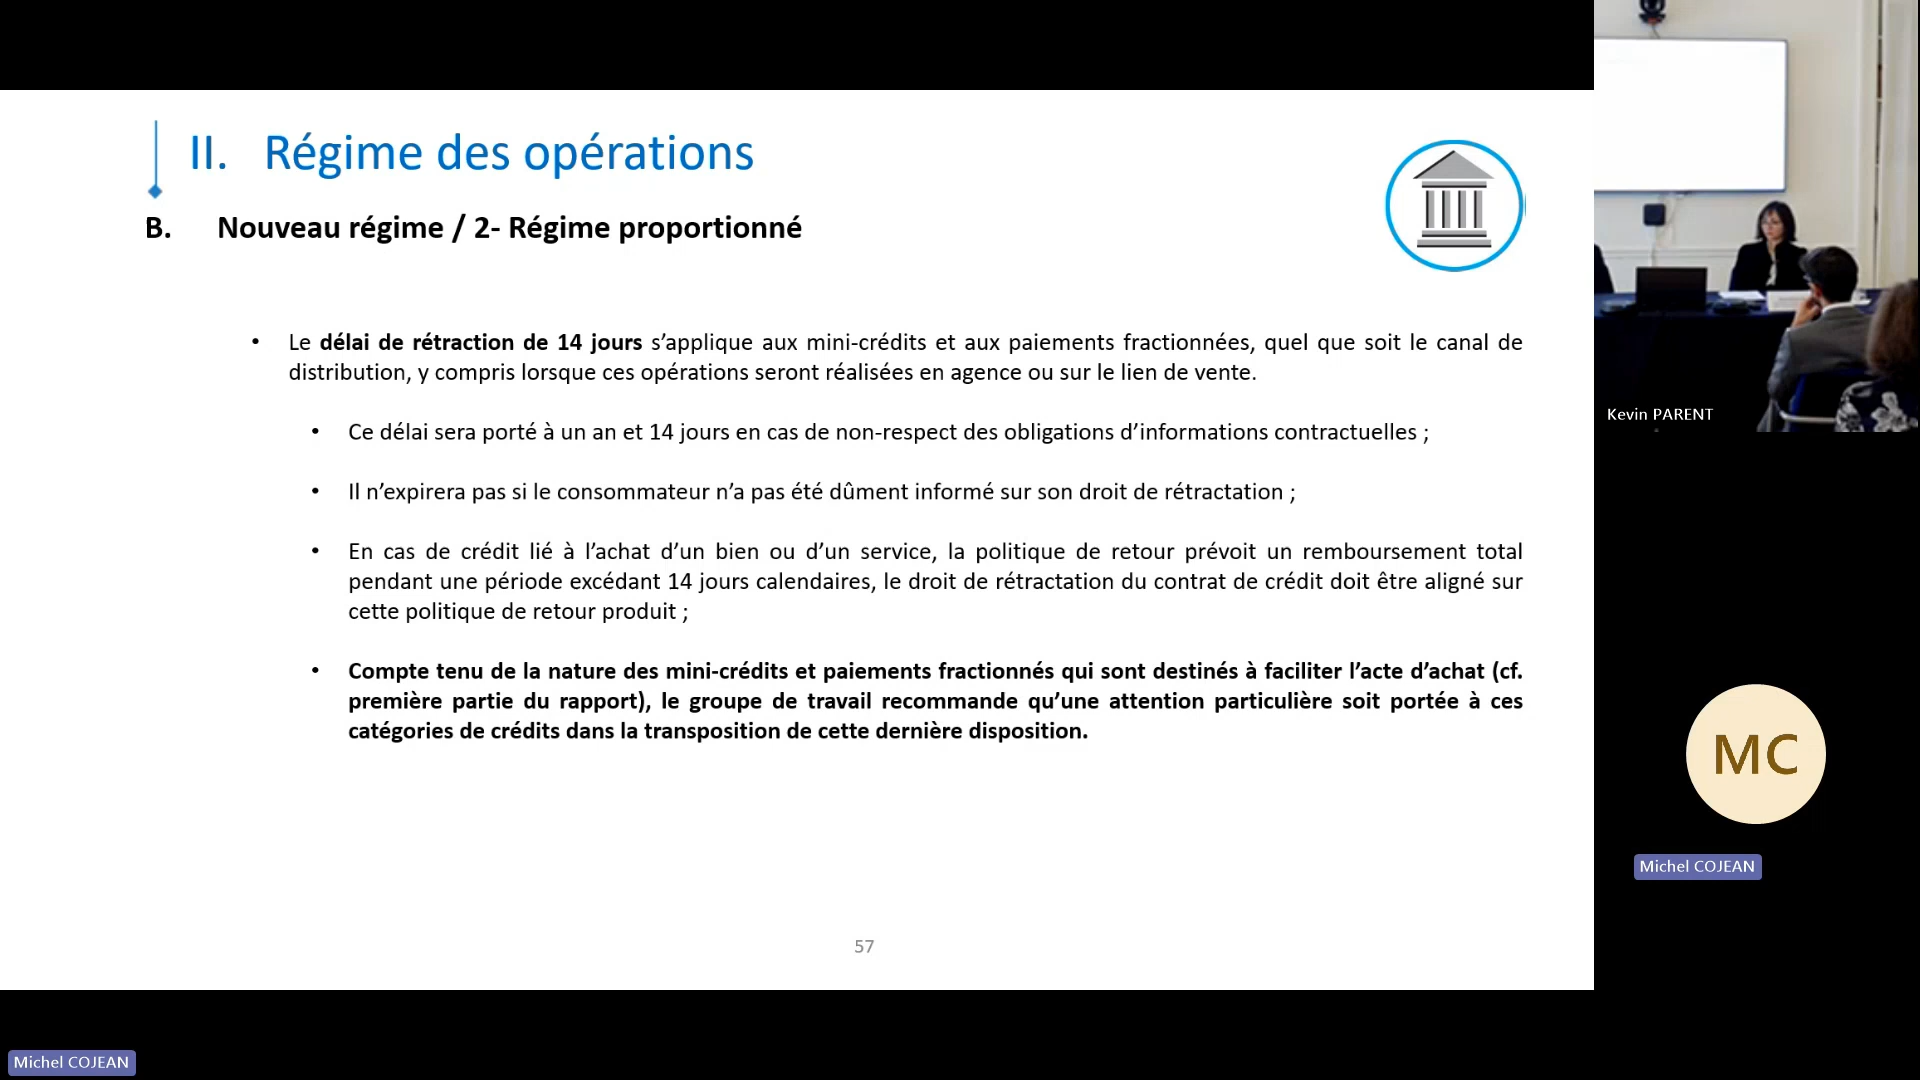 II. Régime des opérations
B. Nouveau régime / 2- Régime proportionné
• Le délai de rétraction de 14 jours s’applique aux mini-crédits et aux paiements fractionnées, quel que soit le canal de
distribution, y compris lorsque ces opérations seront réalisées en agence ou sur le lien de vente.
• Ce délai sera porté à un an et 14 jours en cas de non-respect des obligations d’informations contractuelles ;
• Il n’expirera pas si le consommateur n’a pas été dûment informé sur son droit de rétractation ;
• En cas de crédit lié à l’achat d’un bien ou d’un service, la politique de retour prévoit un remboursement total
pendant une période excédant 14 jours calendaires, le droit de rétractation du contrat de crédit doit être aligné sur
cette politique de retour produit ;
• Compte tenu de la nature des mini-crédits et paiements fractionnés qui sont destinés à faciliter l’acte d’achat (cf.
première partie du rapport), le groupe de travail recommande qu’une attention particulière soit portée à ces
catégories de crédits dans la transposition de cette dernière disposition.
57
Kevin PARENT
MC
Michel COJEAN
Michel COJEAN